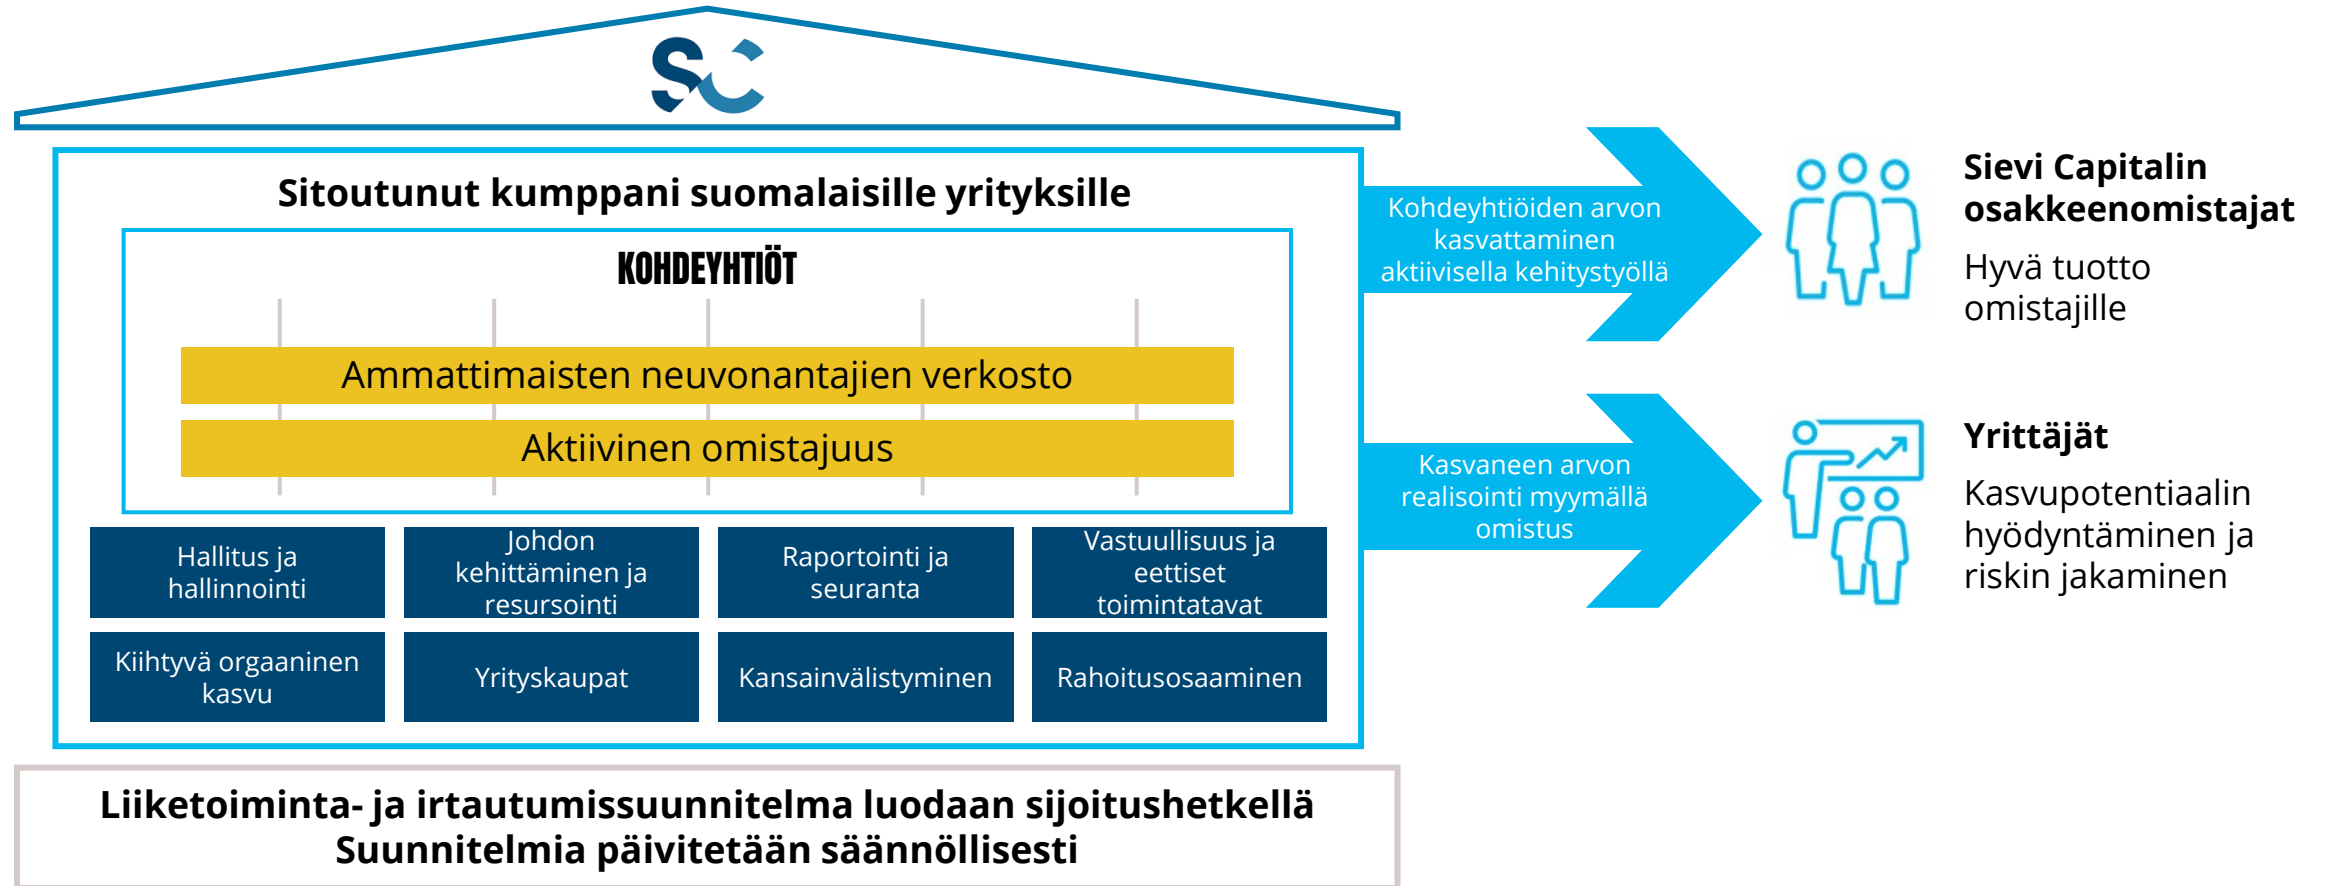 SC
Sitoutunut kumppani suomalaisille yrityksille
KOHDEYHTIÖT
Ammattimaisten neuvonantajien verkosto
Aktiivinen omistajuus
Hallitus ja
hallinnointi
Johdon
kehittäminen ja
resursointi
Raportointi ja
seuranta
Vastuullisuus ja
eettiset
toimintatavat
Kiihtyvä orgaaninen
kasvu
Yrityskaupat
Kansainvälistyminen
Rahoitusosaaminen
Liiketoiminta- ja irtautumissuunnitelma luodaan sijoitushetkellä
Suunnitelmia päivitetään säännöllisesti
Kohdeyhtiöiden arvon
kasvattaminen
aktiivisella kehitystyöllä
Kasvaneen arvon
realisointi myymällä
omistus
Sievi Capitalin
osakkeenomistajat
Hyvä tuotto
omistajille
Yrittäjät
Kasvupotentiaalin
hyödyntäminen ja
riskin jakaminen